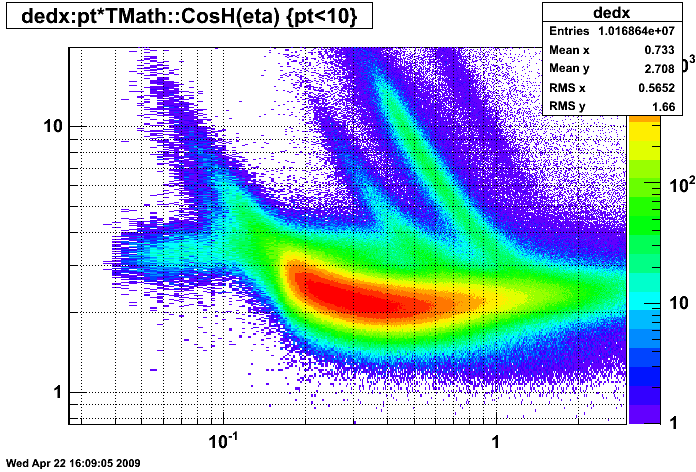 dedx:pt*TMath::CosH(eta) {pt<10}
dedx
Entries 1.016864e+07
Mean x 0.733
Mean y 2.708
RMS x 0.5652
RMS y 1.66
10
1
10-1
1
10²
10
1
Wed Apr 22 16:09:05 2009